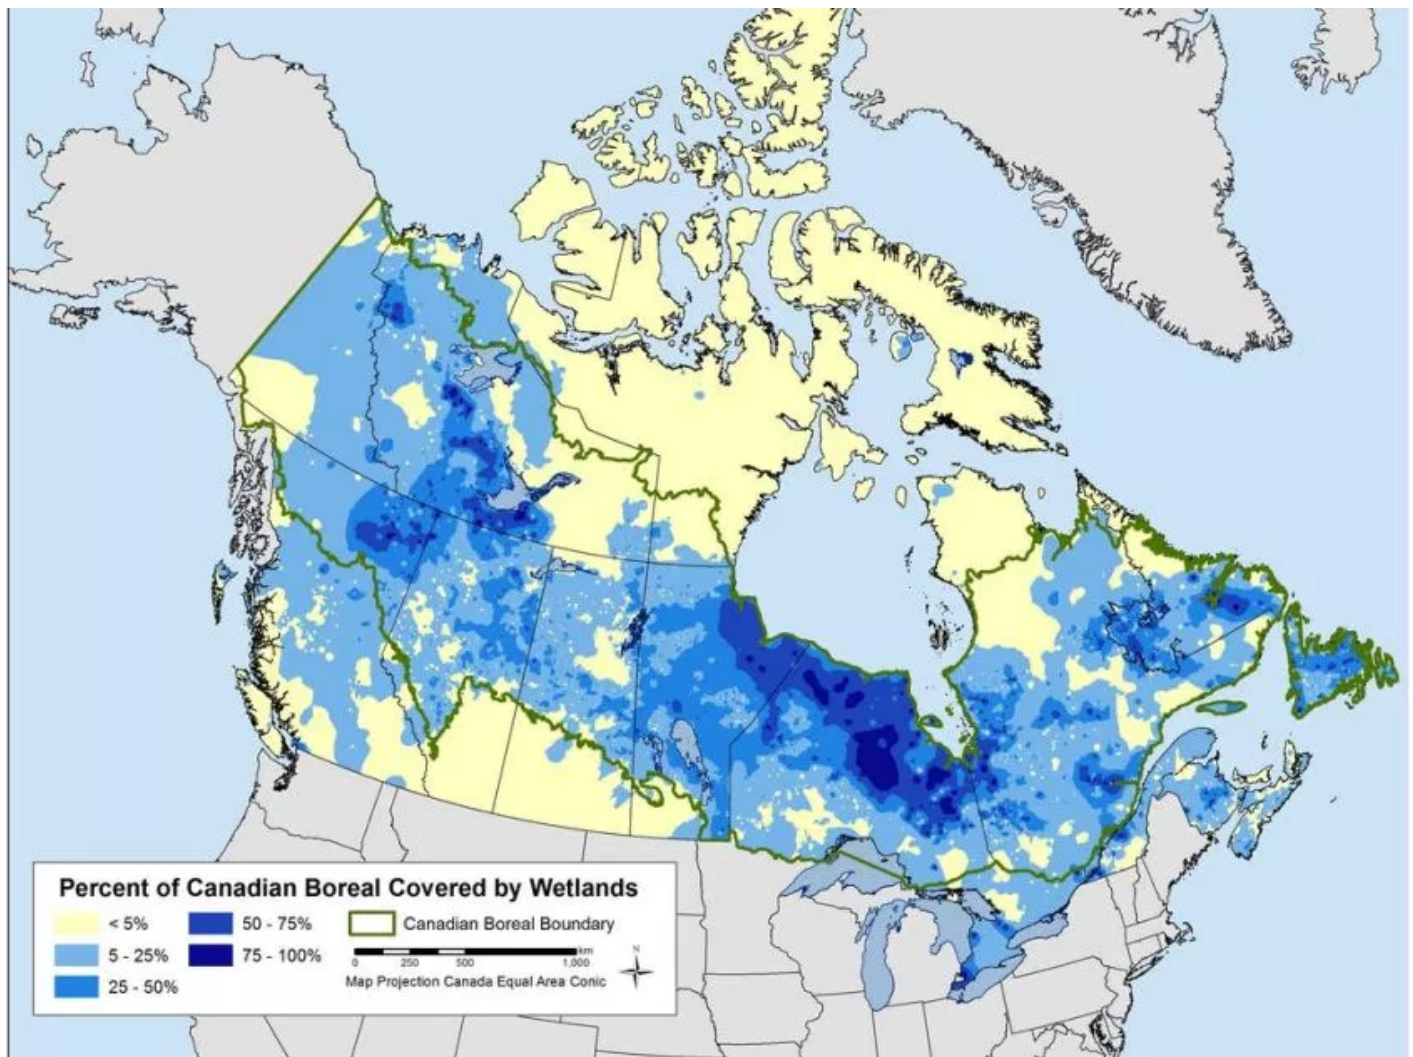 Percent of Canadian Boreal Covered by Wetlands
< 5%
50 - 75%
Canadian Boreal Boundary
5 - 25%
75 - 100%
km
0 250 500 1,000
25 - 50%
Map Projection Canada Equal Area Conic
N